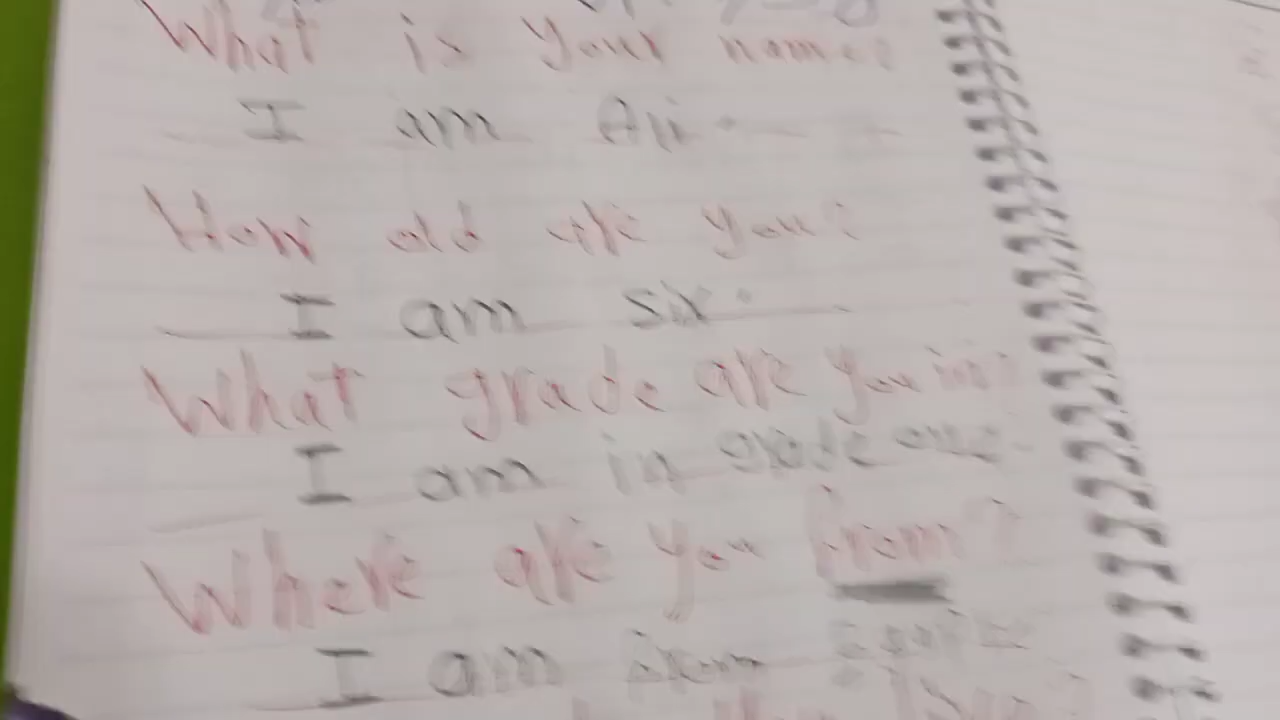 What is your name?
I am Ali.
How old are you?
I am six.
What grade are you in?
I am in grade one.
Where are you from?
I am from